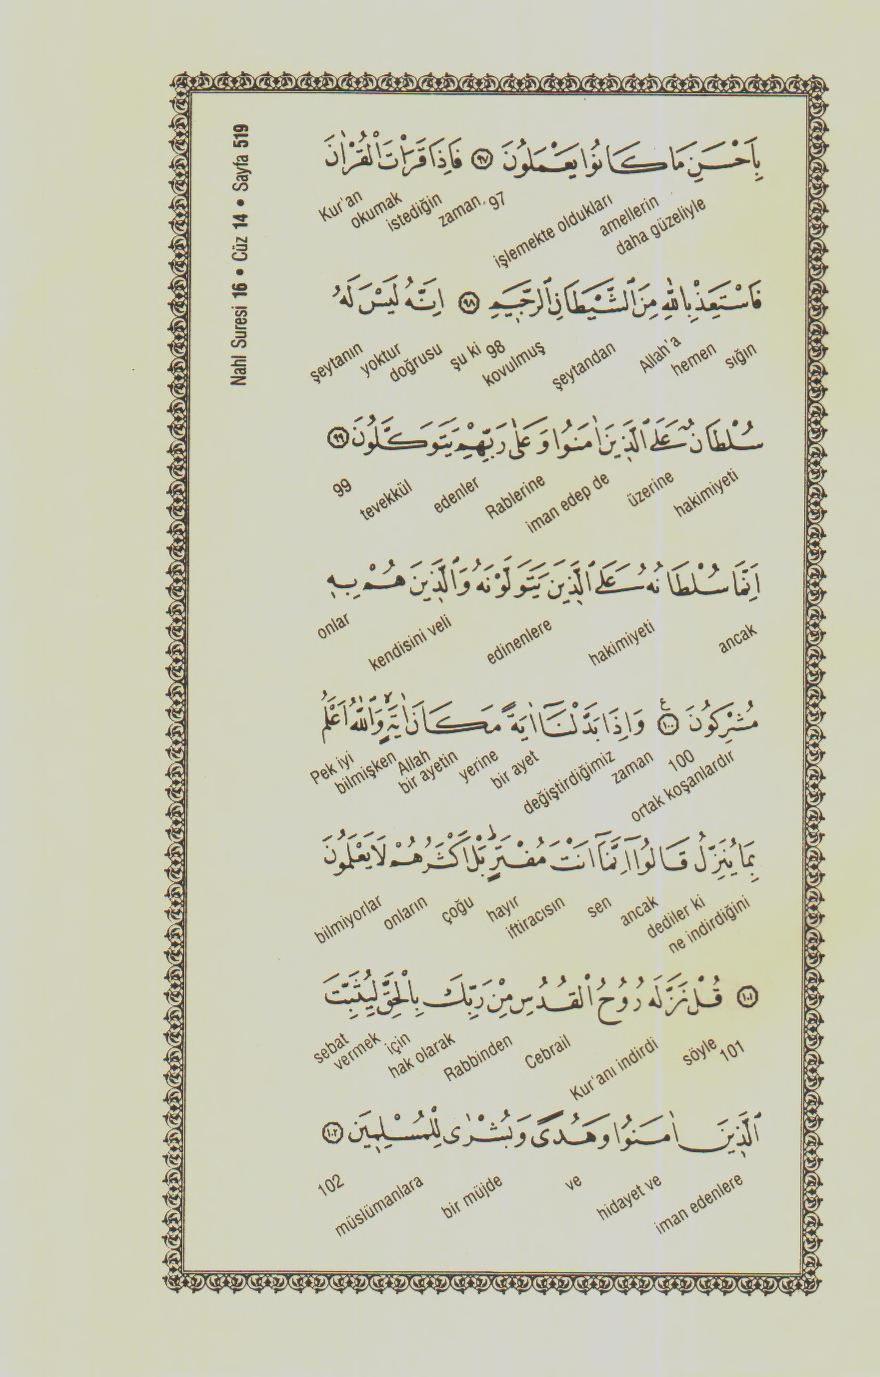 Nahl Suresi 16 • Cüz 14 • Sayfa 519
بِاَحْسَنِ مَا كَانُوا يَعْمَلُونَ ﴿٩٧﴾ فَاِذَا قَرَأْتَ الْقُرْاٰنَ
daha güzeliyle amellerin işlemekte oldukları 97 zaman istediğin okumak Kur'an
فَاسْتَعِذْ بِاللّٰهِ مِنَ الشَّيْطَانِ الرَّج۪يمِ ﴿٩٨﴾ اِنَّهُ لَيْسَ لَهُ
sığın hemen Allah'a şeytandan kovulmuş 98 şu ki doğrusu yoktur şeytanın
سُلْطَانٌ عَلَى الَّذ۪ينَ اٰمَنُوا وَعَلٰى رَبِّهِمْ يَتَوَكَّلُونَ ﴿٩٩﴾
hakimiyeti üzerine iman edep de Rablerine edenler tevekkül 99
اِنَّمَا سُلْطَانُهُ عَلَى الَّذ۪ينَ يَتَوَلَّوْنَهُ وَالَّذ۪ينَ هُمْ بِه۪
ancak hakimiyeti edinenlere kendisini veli onlar
مُشْرِكُونَ ﴿١٠٠﴾ ع وَاِذَا بَدَّلْنَٓا اٰيَةً مَكَانَ اٰيَةٍۙ وَاللّٰهُ اَعْلَمُ
ortak koşanlardır 100 zaman değiştirdiğimiz bir ayet yerine bir ayetin Allah bilmişken Pek iyi
بِمَا يُنَزِّلُ قَالُٓوا اِنَّمَٓا اَنْتَ مُفْتَرٍۜ بَلْ اَكْثَرُهُمْ لَا يَعْلَمُونَ
ne indirdiğini dediler ki ancak sen iftiracısın hayır çoğu onların bilmiyorlar
﴿١٠١﴾ قُلْ نَزَّلَهُ رُوحُ الْقُدُسِ مِنْ رَبِّكَ بِالْحَقِّ لِيُثَبِّتَ
101 söyle Kur'anı indirdi Cebrail Rabbinden hak olarak için vermek sebat
الَّذ۪ينَ اٰمَنُوا وَهُدًى وَبُشْرٰى لِلْمُسْلِم۪ينَ ﴿١٠٢﴾
iman edenlere hidayet ve ve bir müjde müslümanlara 102